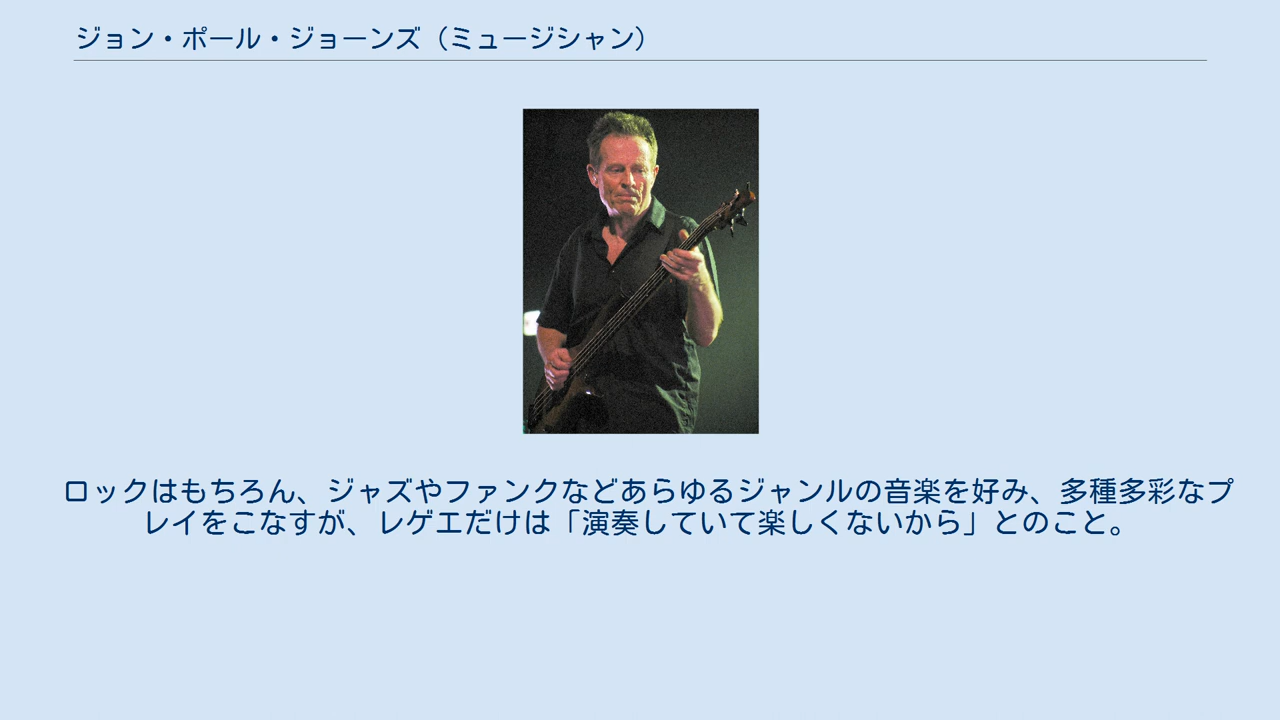 ジョン・ポール・ジョーンズ（ミュージシャン）
ロックはもちろん、ジャズやファンクなどあらゆるジャンルの音楽を好み、多種多彩なプ
レイをこなすが、レゲエだけは「演奏していて楽しくないから」とのこと。